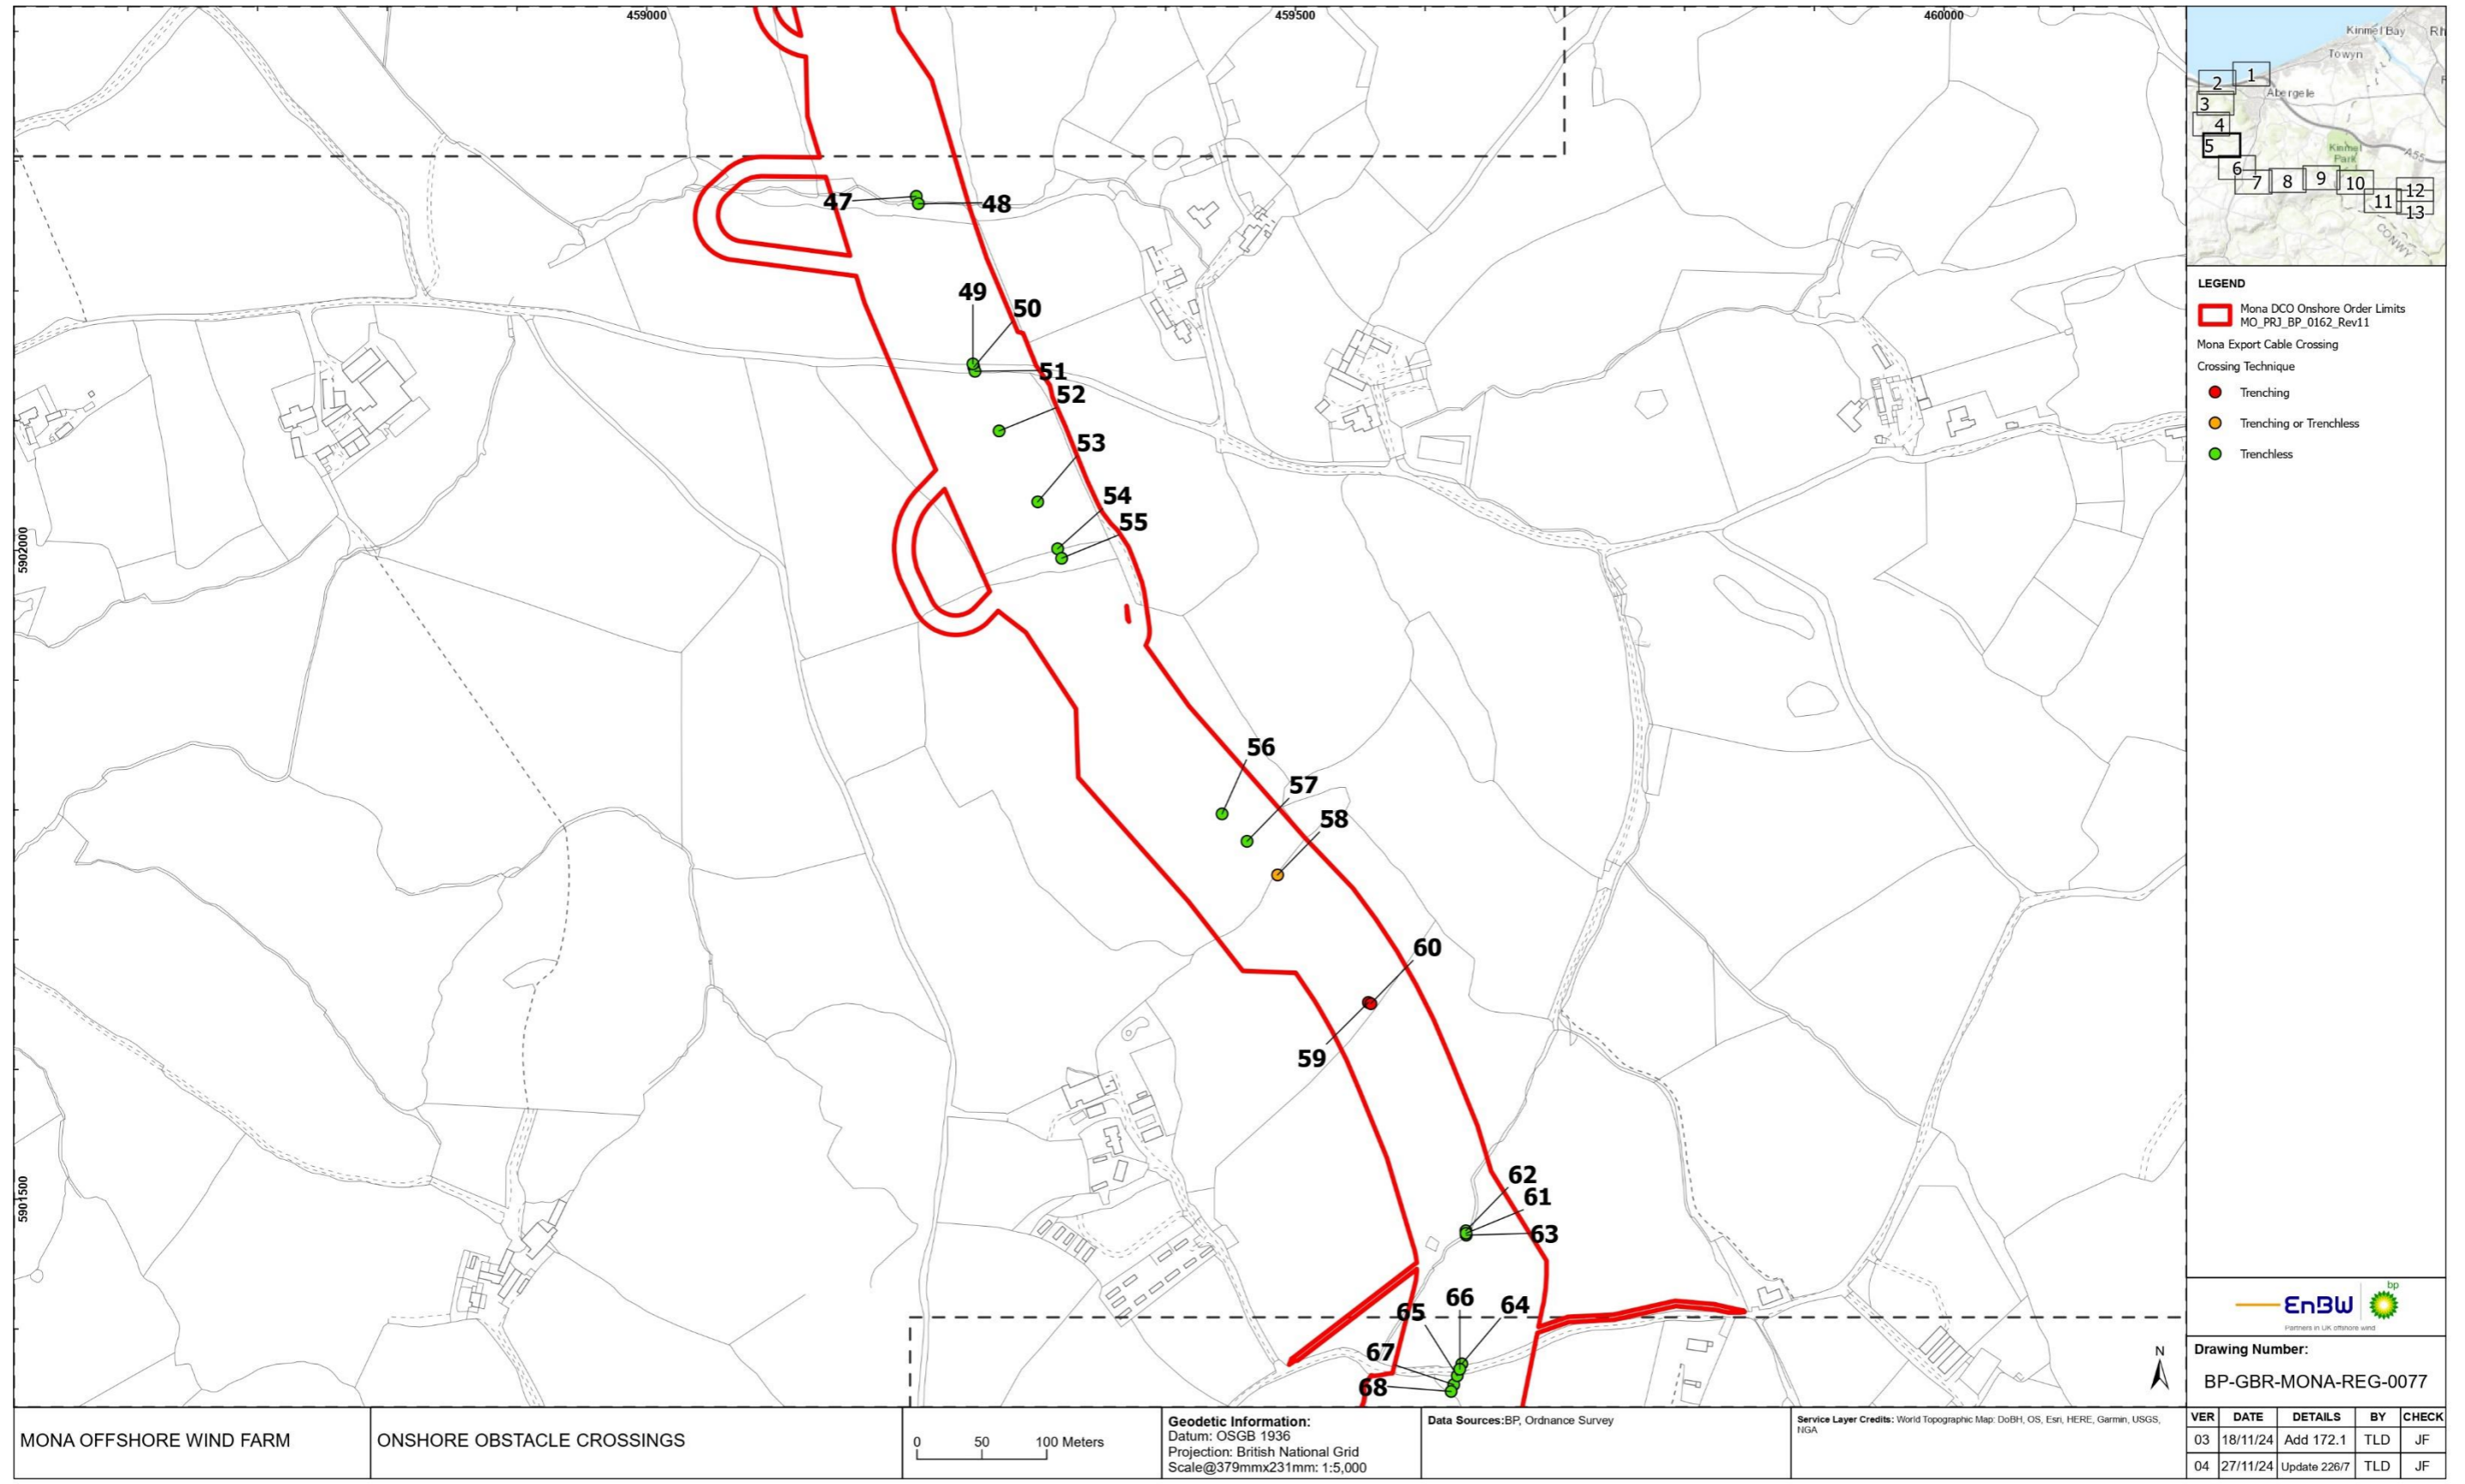 459000
459500
460000
5902000
5901500
47
48
49
50
51
52
53
54
55
56
57
58
60
59
62
61
63
66
64
65
67
68
N
Kinmel Bay
Rh
Towyn
Abergele
Kinmel
Park
A55
CONWY
1
2
3
4
5
6
7
8
9
10
11
12
13
LEGEND
Mona DCO Onshore Order Limits
MO_PRJ_BP_0162_Rev11
Mona Export Cable Crossing
Crossing Technique
Trenching
Trenching or Trenchless
Trenchless
EnBW
bp
Partners in UK offshore wind
Drawing Number:
BP-GBR-MONA-REG-0077
VER DATE DETAILS BY CHECK
03 18/11/24 Add 172.1 TLD JF
04 27/11/24 Update 226/7 TLD JF
MONA OFFSHORE WIND FARM
ONSHORE OBSTACLE CROSSINGS
0 50 100 Meters
Geodetic Information:
Datum: OSGB 1936
Projection: British National Grid
Scale@379mmx231mm: 1:5,000
Data Sources:BP, Ordnance Survey
Service Layer Credits: World Topographic Map: DoBH, OS, Esri, HERE, Garmin, USGS,
NGA